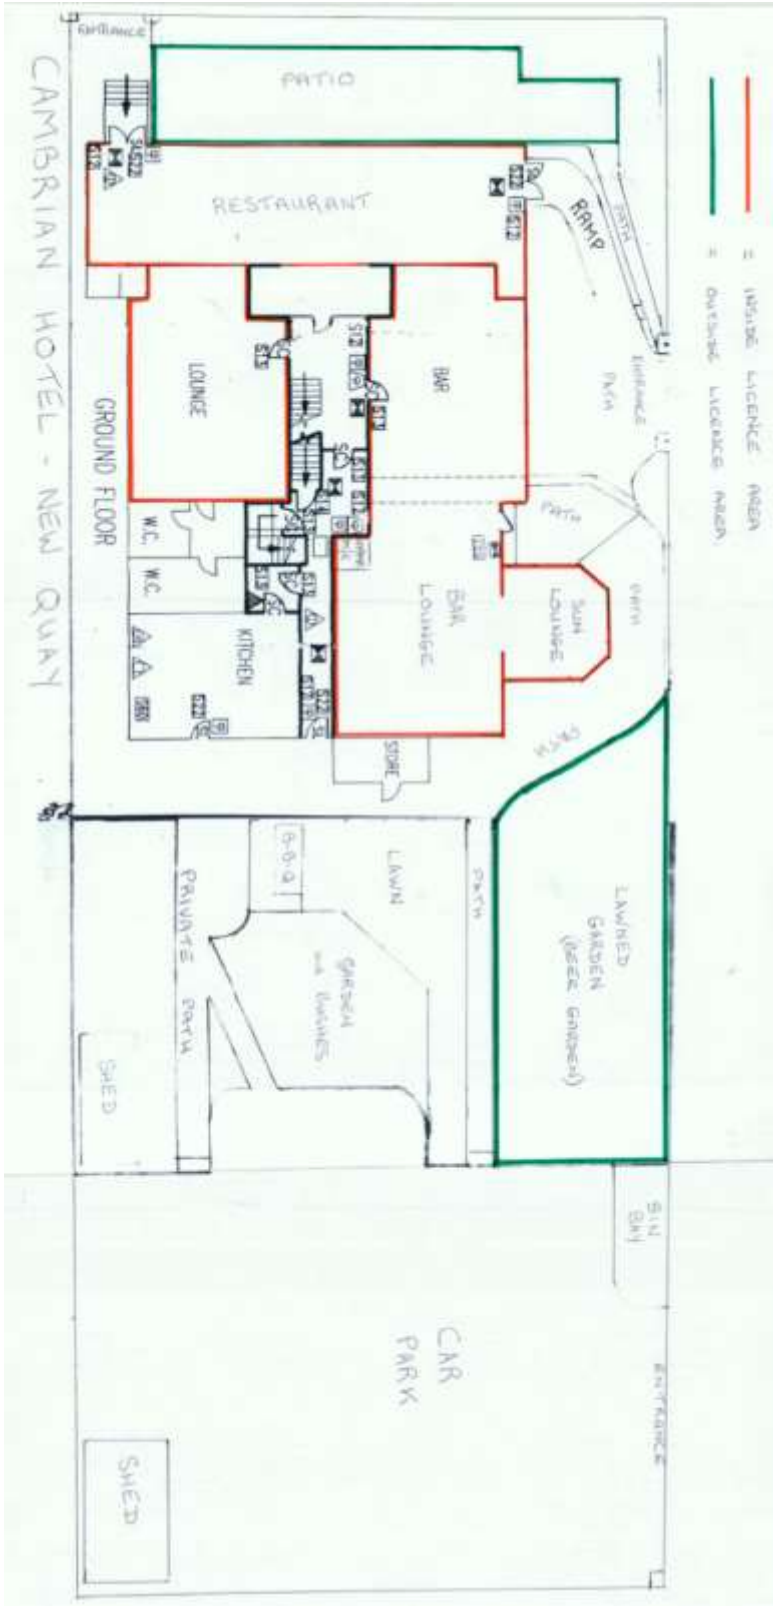 CAMBRIAN HOTEL - NEW QUAY
GROUND FLOOR
= INSIDE LICENCE AREA
= OUTSIDE LICENCE AREA
ENTRANCE
PATIO
RESTAURANT
RAMP
PATH
ENTRANCE
PATH
LOUNGE
BAR
PATH
PATH
BAR
LOUNGE
SUN
LOUNGE
W.C.
W.C.
KITCHEN
STORE
PATH
LAWNED
GARDEN
(BEER GARDEN)
PATH
LAWN
B-B-Q
GARDEN
BUSHES
PRIVATE PATH
SHED
BIN
BAY
CAR
PARK
ENTRANCE
SHED